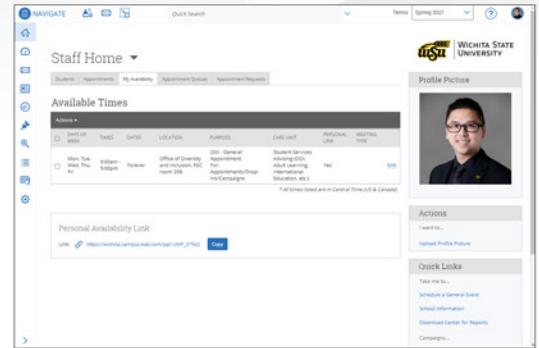 NAVIGATE
Quick Search
Terms
Spring 2021
Staff Home
WICHITA STATE
UNIVERSITY
Students
Appointments
My Availability
Appointment Queues
Appointment Requests
Profile Picture
Available Times
Actions
DAYS OF WEEK
TIMES
DATES
LOCATION
PURPOSE
CARE UNIT
PERSONAL LINK
MEETING TYPE
Mon, Tue,
Wed, Thu,
Fri
5:00pm
Forever
Office of Diversity
and Inclusion, RSC
room 208
ODI - General
Appointment
For:
Appointments/Drop-
Ins/Campaigns
Student Services
Advising (ODI,
Adult Learning,
International
Education, etc.)
Yes
Edit
* All times listed are in Central Time (US & Canada)
Personal Availability Link
Link:
Copy
Actions
I want to...
Upload Profile Picture
Quick Links
Take me to...
Schedule a General Event
School Information
Download Center for Reports
Campaigns...